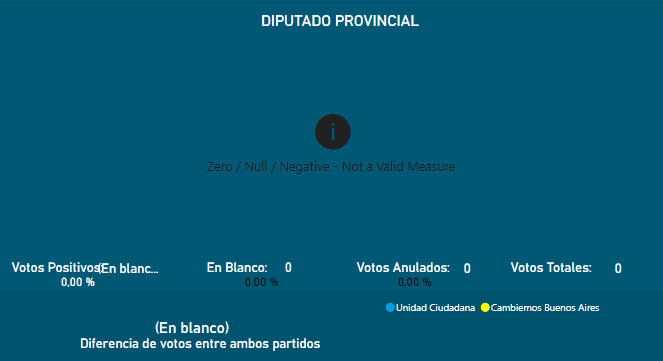 DIPUTADO PROVINCIAL
i
Zero / Null / Negative - Not a Valid Measure
Votos Positivos: (En blanc... En Blanco: 0 Votos Anulados: 0 Votos Totales: 0
0,00 % 0.00 % 0.00 %
Unidad Ciudadana Cambiemos Buenos Aires
(En blanco)
Diferencia de votos entre ambos partidos